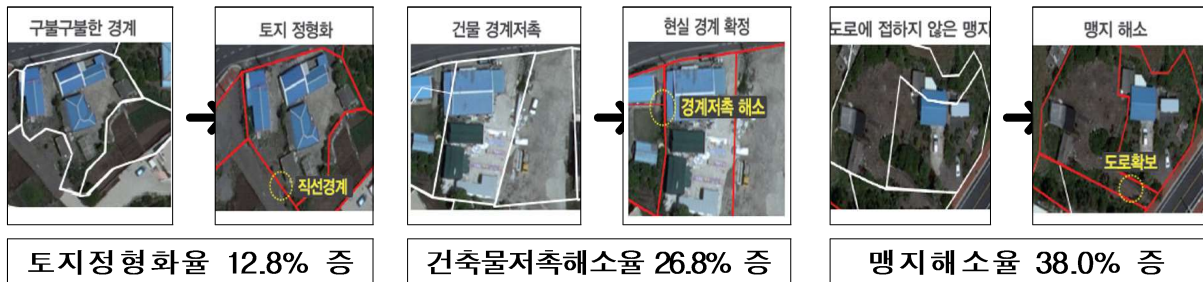 구불구불한 경계
토지 정형화
건물 경계저촉
현실 경계 확정
도로에 접하지 않은 맹지
맹지 해소
직선경계
경계저촉 해소
도로확보
토지정형화율 12.8% 증
건축물저촉해소율 26.8% 증
맹지해소율 38.0% 증